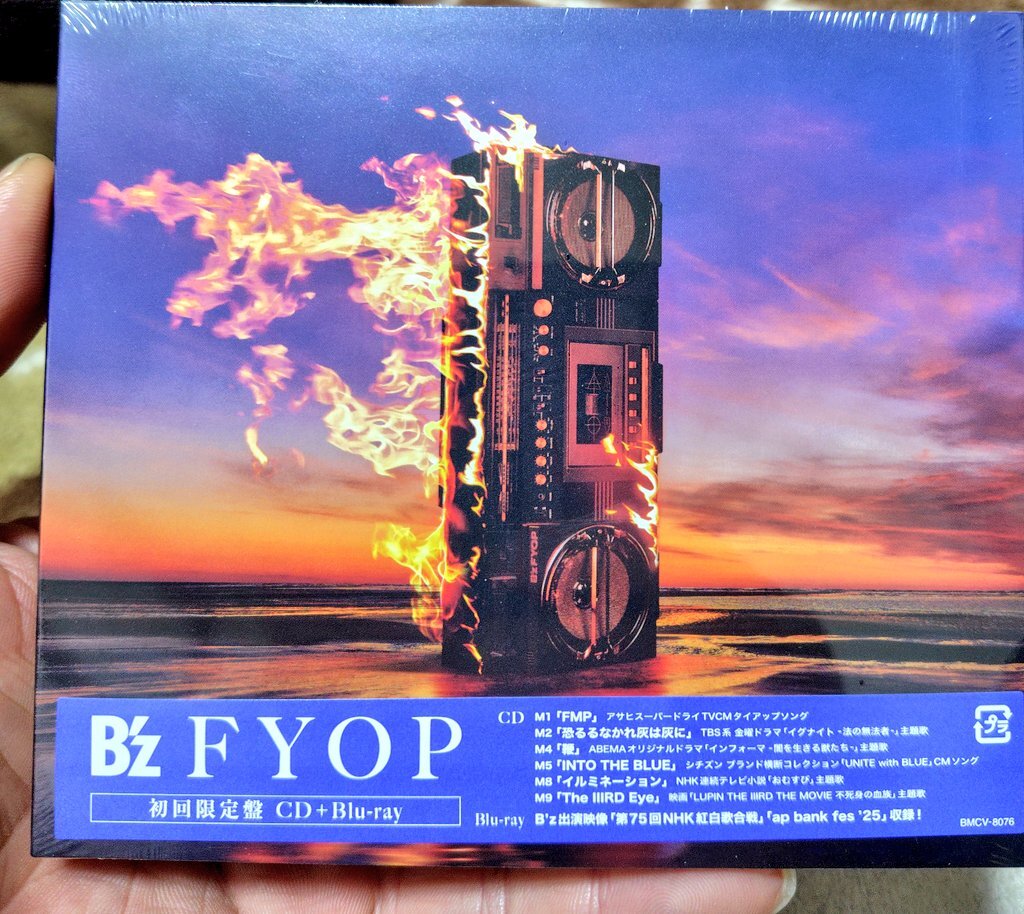 B'z FYOP
B'z FYOP
初回限定盤 CD+Blu-ray
CD
M1「FMP」 アサヒスーパードライTVCMタイアップソング
M2「恐るるなかれ灰は灰に」 TBS系 金曜ドラマ「イグナイト -法の無法者-」主題歌
M4「鞭」 ABEMAオリジナルドラマ「インフォーマ -闇を生きる獣たち-」主題歌
M5「INTO THE BLUE」 シチズン ブランド横断コレクション「UNITE with BLUE」CMソング
M8「イルミネーション」 NHK連続テレビ小説「おむすび」主題歌
M9「The IIIRD Eye」 映画「LUPIN THE IIIRD THE MOVIE 不死身の血族」主題歌
Blu-ray B'z出演映像「第75回NHK紅白歌合戦」「ap bank fes '25」収録！
プラ
BMCV-8076